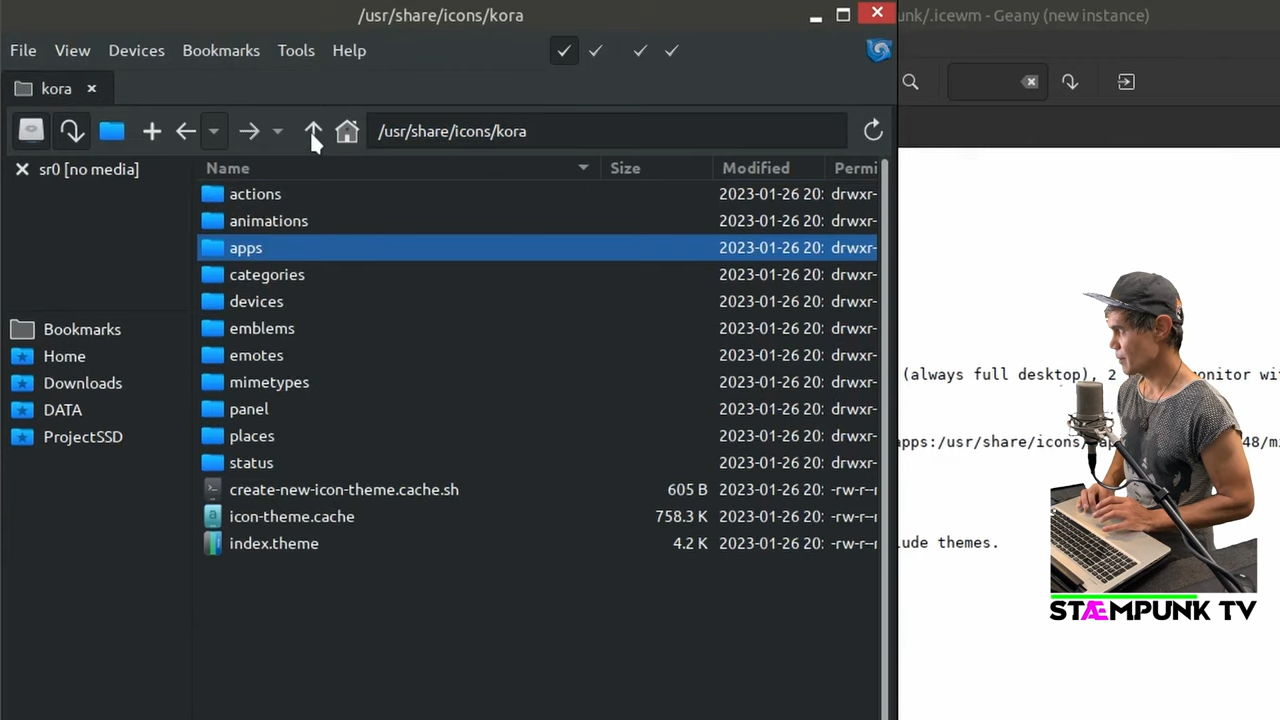 /usr/share/icons/kora
unk/.icewm - Geany (new instance)
File View Devices Bookmarks Tools Help
kora
/usr/share/icons/kora
sr0 [no media]
Name Size Modified Permi
actions 2023-01-26 20: drwxr-
animations 2023-01-26 20: drwxr-
apps 2023-01-26 20: drwxr-
categories 2023-01-26 20: drwxr-
devices 2023-01-26 20: drwxr-
emblems 2023-01-26 20: drwxr-
emotes 2023-01-26 20: drwxr-
mimetypes 2023-01-26 20: drwxr-
panel 2023-01-26 20: drwxr-
places 2023-01-26 20: drwxr-
status 2023-01-26 20: drwxr-
create-new-icon-theme.cache.sh 605 B 2023-01-26 20: -rw-r--r
icon-theme.cache 758.3 K 2023-01-26 20: -rw-r--r
index.theme 4.2 K 2023-01-26 20: -rw-r--r
Bookmarks
Home
Downloads
DATA
ProjectSSD
(always full desktop), 2 monitor wi
apps:/usr/share/icons/ 48/mi
lude themes.
STÆMPUNK TV